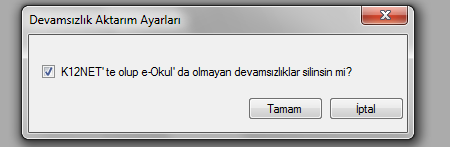 Devamsızlık Aktarım Ayarları
K12NET' te olup e-Okul' da olmayan devamsızlıklar silinsin mi?
Tamam
İptal